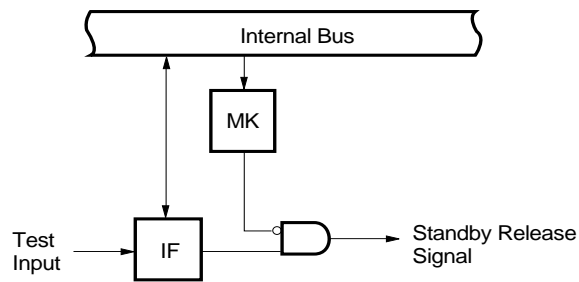 Internal Bus
MK
Test
Input
IF
Standby Release
Signal